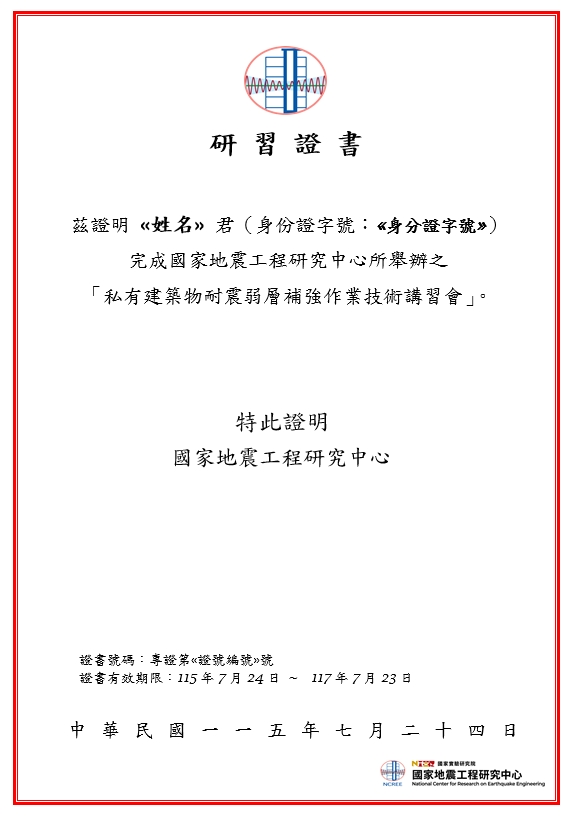 研習證書
茲證明 «姓名» 君（身份證字號：«身分證字號»）
完成國家地震工程研究中心所舉辦之
「私有建築物耐震弱層補強作業技術講習會」。
特此證明
國家地震工程研究中心
證書號碼：專證第«證號編號»號
證書有效期限：115 年 7 月 24 日 ~ 117 年 7 月 23 日
中華民國一一五年七月二十四日
NCREE
NIAR 國家實驗研究院
國家地震工程研究中心
National Center for Research on Earthquake Engineering